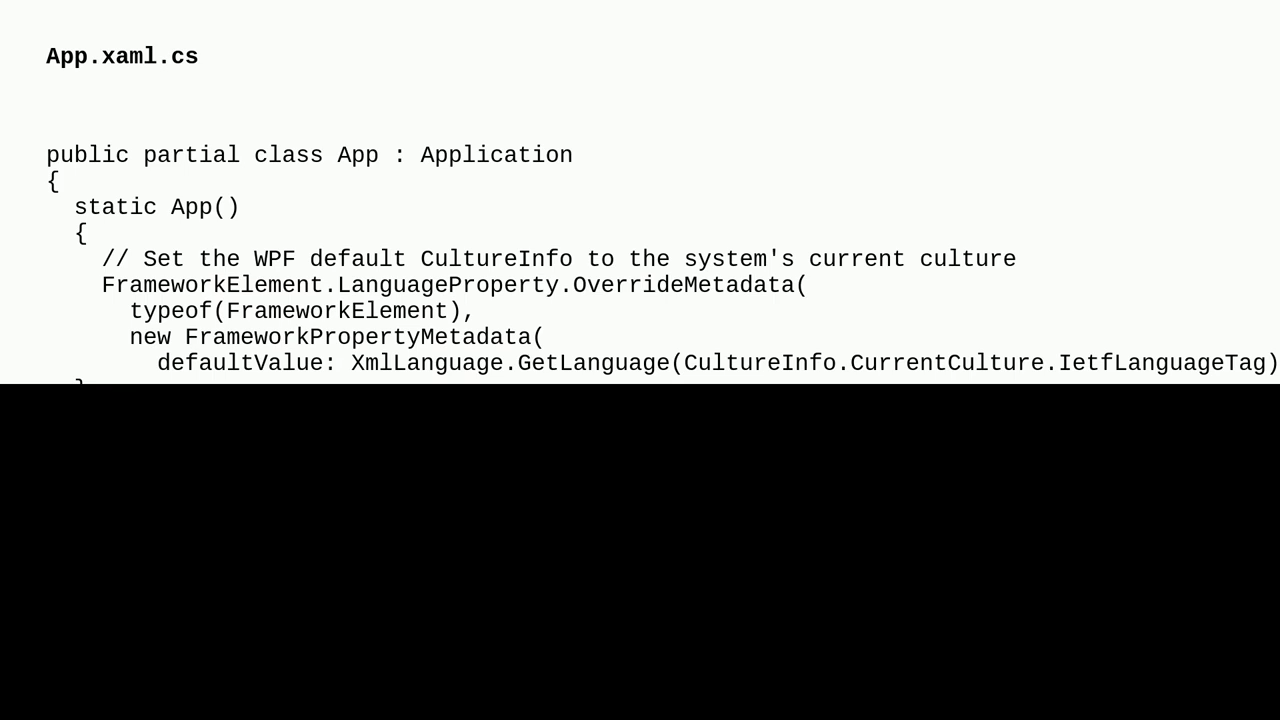 App.xaml.cs
public partial class App : Application
{
static App()
{
// Set the WPF default CultureInfo to the system's current culture
FrameworkElement.LanguageProperty.OverrideMetadata(
typeof(FrameworkElement),
new FrameworkPropertyMetadata(
defaultValue: XmlLanguage.GetLanguage(CultureInfo.CurrentCulture.IetfLanguageTag)